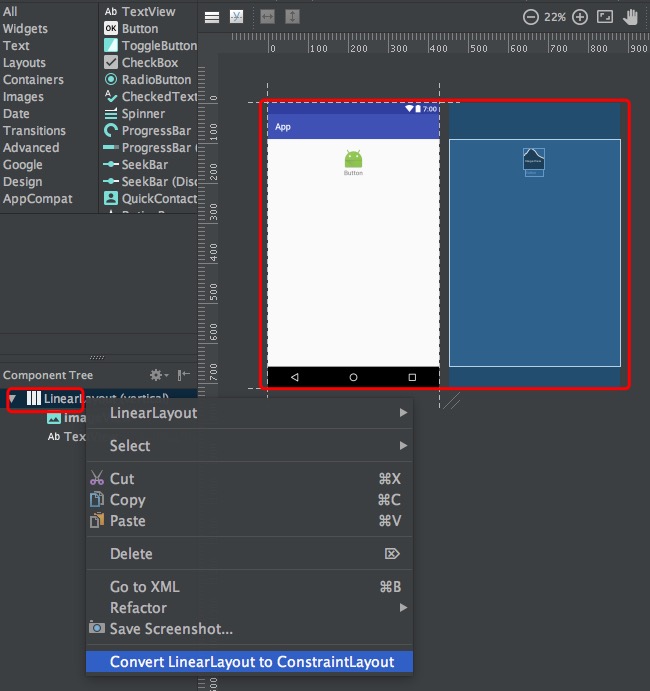 All
Widgets
Text
Layouts
Containers
Images
Date
Transitions
Advanced
Google
Design
AppCompat
Ab TextView
OK Button
ToggleButton
CheckBox
RadioButton
CheckedText
Spinner
ProgressBar
ProgressBar (
SeekBar
SeekBar (Disc
QuickContact
22%
0 100 200 300 400 500 600 700 800 900
0
100
200
300
400
500
600
700
7:00
App
Button
Component Tree
LinearLayout (vertical)
Ima
Ab Tex
LinearLayout
Select
Cut ⌘X
Copy ⌘C
Paste ⌘V
Delete
Go to XML ⌘B
Refactor
Save Screenshot...
Convert LinearLayout to ConstraintLayout